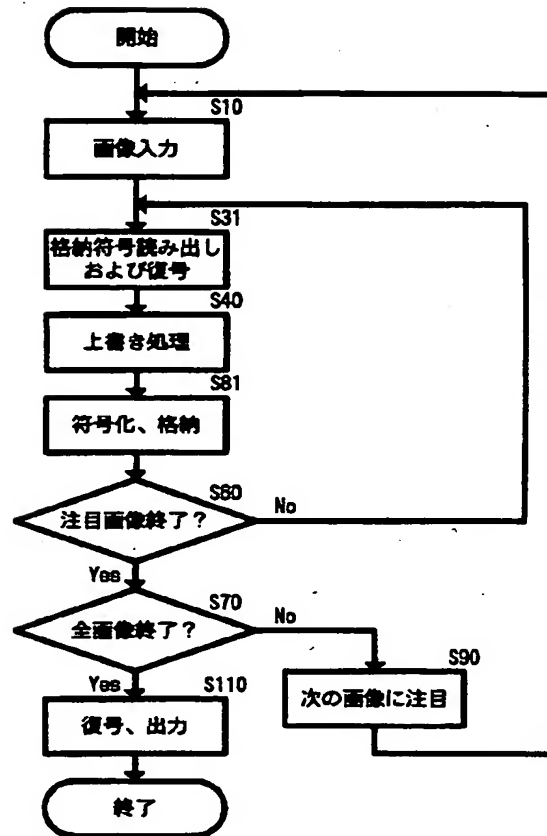 開始
S10
画像入力
S31
格納符号読み出し
および復号
S40
上書き処理
S81
符号化、格納
S60
注目画像終了？
No
Yes
S70
全画像終了？
No
S90
次の画像に注目
Yes
S110
復号、出力
終了